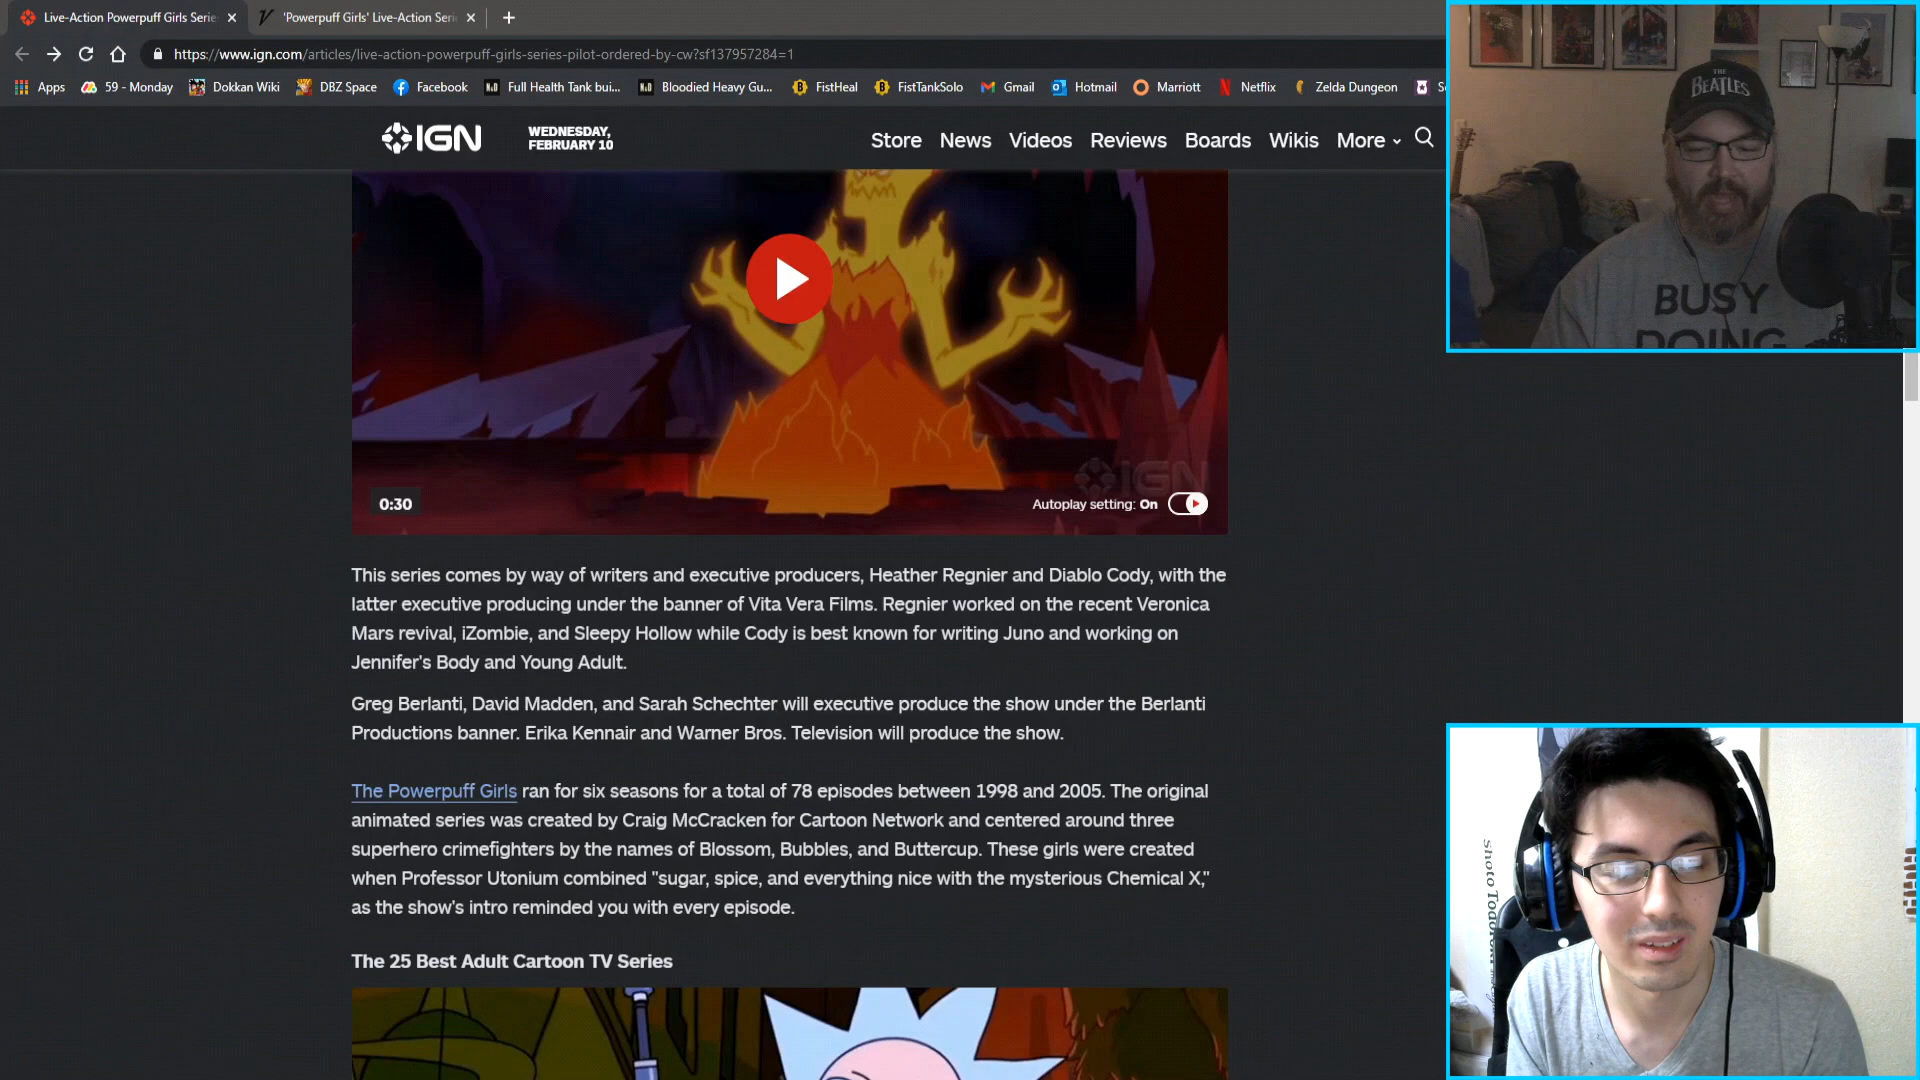 Live-Action Powerpuff Girls Serie
'Powerpuff Girls' Live-Action Seri
https://www.ign.com/articles/live-action-powerpuff-girls-series-pilot-ordered-by-cw?sf137957284=1
Apps 59 - Monday Dokkan Wiki DBZ Space Facebook Full Health Tank bui... Bloodied Heavy Gu... FistHeal FistTankSolo Gmail Hotmail Marriott Netflix Zelda Dungeon S
IGN
WEDNESDAY,
FEBRUARY 10
Store News Videos Reviews Boards Wikis More
THE
BEATLES
BUSY
DOING
IGN
0:30
Autoplay setting: On
This series comes by way of writers and executive producers, Heather Regnier and Diablo Cody, with the
latter executive producing under the banner of Vita Vera Films. Regnier worked on the recent Veronica
Mars revival, iZombie, and Sleepy Hollow while Cody is best known for writing Juno and working on
Jennifer's Body and Young Adult.
Greg Berlanti, David Madden, and Sarah Schechter will executive produce the show under the Berlanti
Productions banner. Erika Kennair and Warner Bros. Television will produce the show.
The Powerpuff Girls ran for six seasons for a total of 78 episodes between 1998 and 2005. The original
animated series was created by Craig McCracken for Cartoon Network and centered around three
superhero crimefighters by the names of Blossom, Bubbles, and Buttercup. These girls were created
when Professor Utonium combined "sugar, spice, and everything nice with the mysterious Chemical X,"
as the show's intro reminded you with every episode.
The 25 Best Adult Cartoon TV Series
Shoto